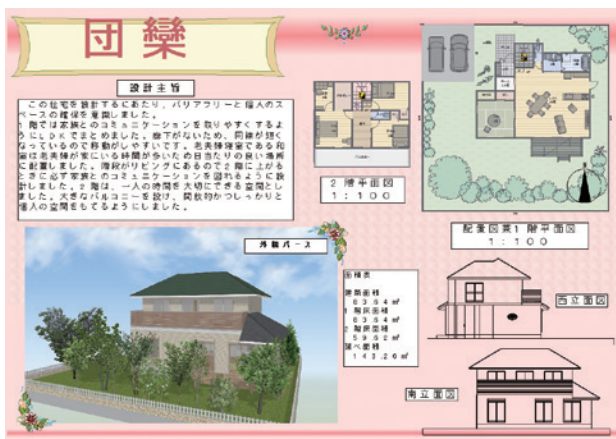 団欒
設計主旨
この住宅を設計するにあたり、バリアフリーと個人のス
ペースの確保を意識しました。
1階では家族とのコミュニケーションを取りやすくするよ
うにLDKでまとめました。廊下がないため、同線が短く
なっているので移動がしやすいです。老夫婦寝室である和
室は老夫婦が家にいる時間が多いため日当たりの良い場所
に配置しました。階段がリビングにあるので2階に上がる
ときに必ず家族とのコミュニケーションを図れるように設
計しました。2階は、一人の時間を大切にできる空間とし
ました。大きなバルコニーを設け、開放的かつしっかりと
個人の空間をもてるようにしました。
2階平面図
1:100
配置図兼1階平面図
1:100
外観パース
面積表
建築面積
83.64㎡
1階床面積
83.64㎡
2階床面積
59.62㎡
延べ面積
143.26㎡
西立面図
南立面図